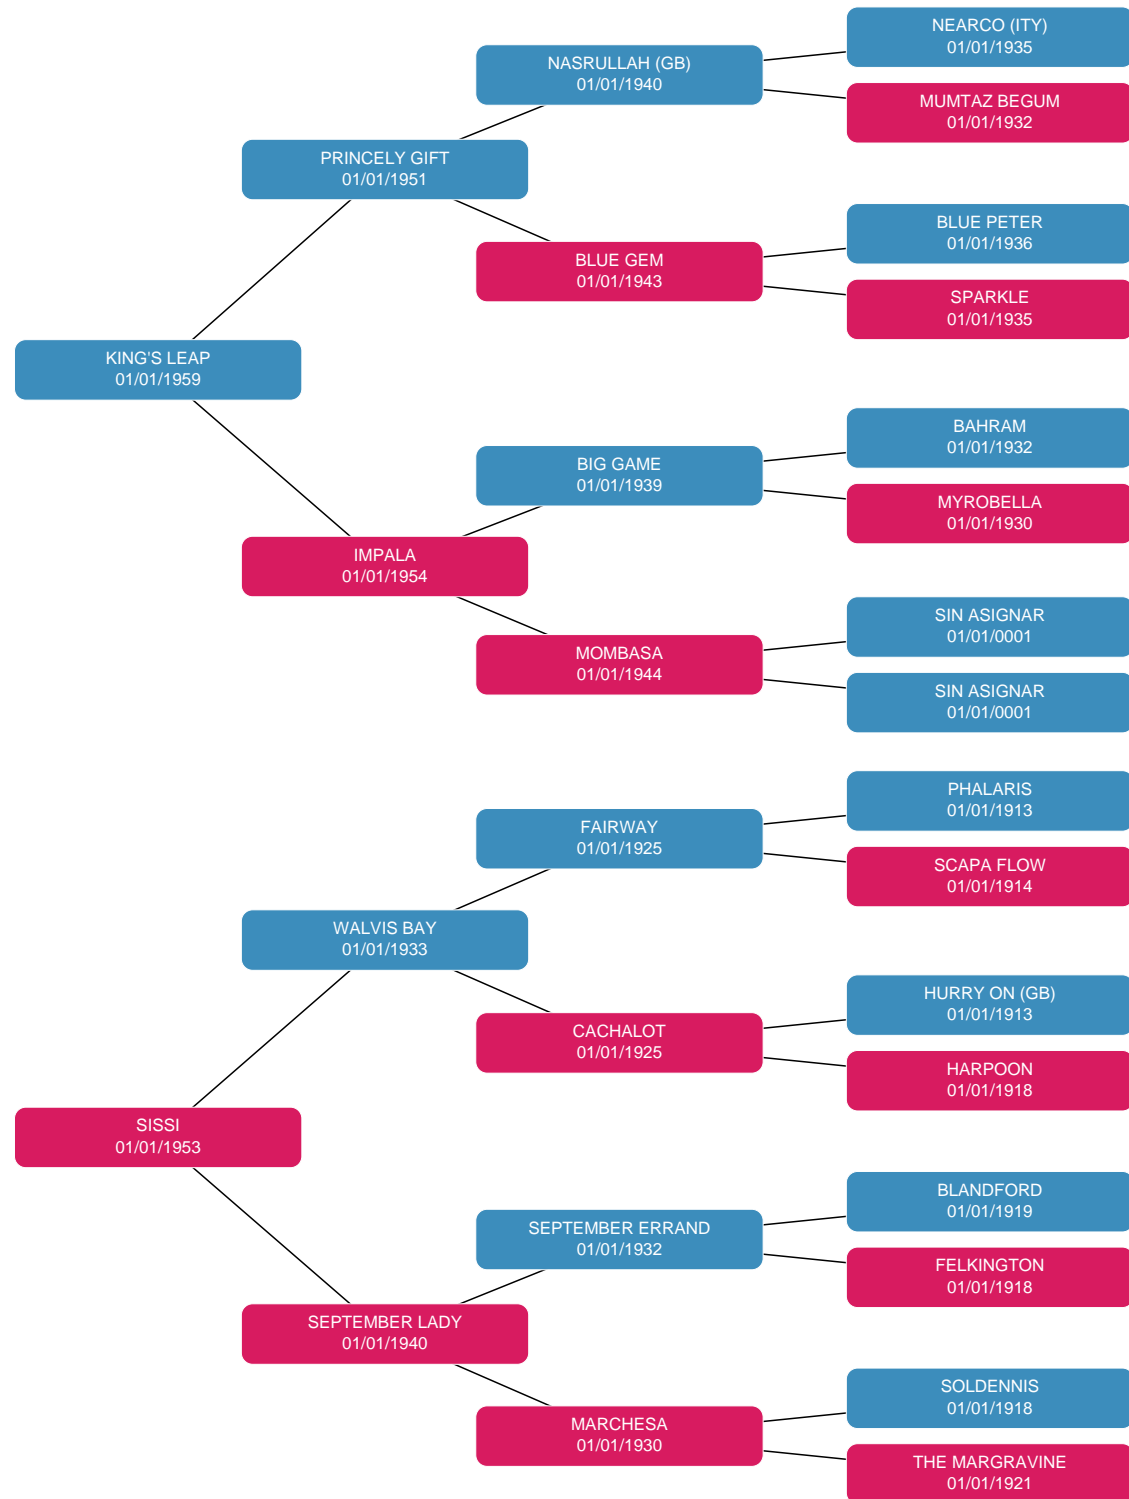 NEARCO (ITY)
01/01/1935
NASRULLAH (GB)
01/01/1940
MUMTAZ BEGUM
01/01/1932
PRINCELY GIFT
01/01/1951
BLUE PETER
01/01/1936
BLUE GEM
01/01/1943
SPARKLE
01/01/1935
KING'S LEAP
01/01/1959
BAHRAM
01/01/1932
BIG GAME
01/01/1939
MYROBELLA
01/01/1930
IMPALA
01/01/1954
SIN ASIGNAR
01/01/0001
MOMBASA
01/01/1944
SIN ASIGNAR
01/01/0001
PHALARIS
01/01/1913
FAIRWAY
01/01/1925
SCAPA FLOW
01/01/1914
WALVIS BAY
01/01/1933
HURRY ON (GB)
01/01/1913
CACHALOT
01/01/1925
HARPOON
01/01/1918
SISSI
01/01/1953
BLANDFORD
01/01/1919
SEPTEMBER ERRAND
01/01/1932
FELKINGTON
01/01/1918
SEPTEMBER LADY
01/01/1940
SOLDENNIS
01/01/1918
MARCHESA
01/01/1930
THE MARGRAVINE
01/01/1921